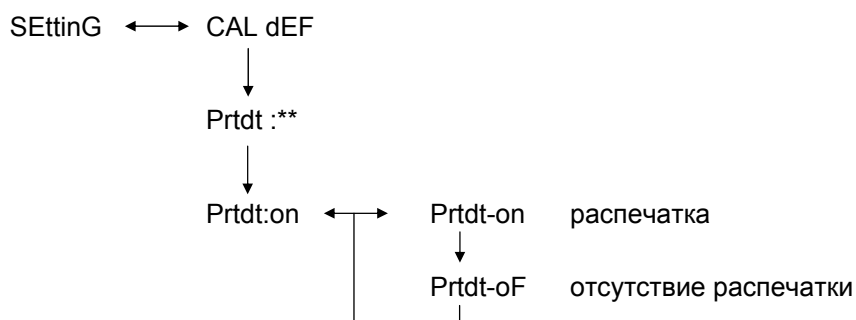 SEttinG CAL dEF
Prtdt :**
Prtdt:on Prtdt-on распечатка
Prtdt-oF отсутствие распечатки